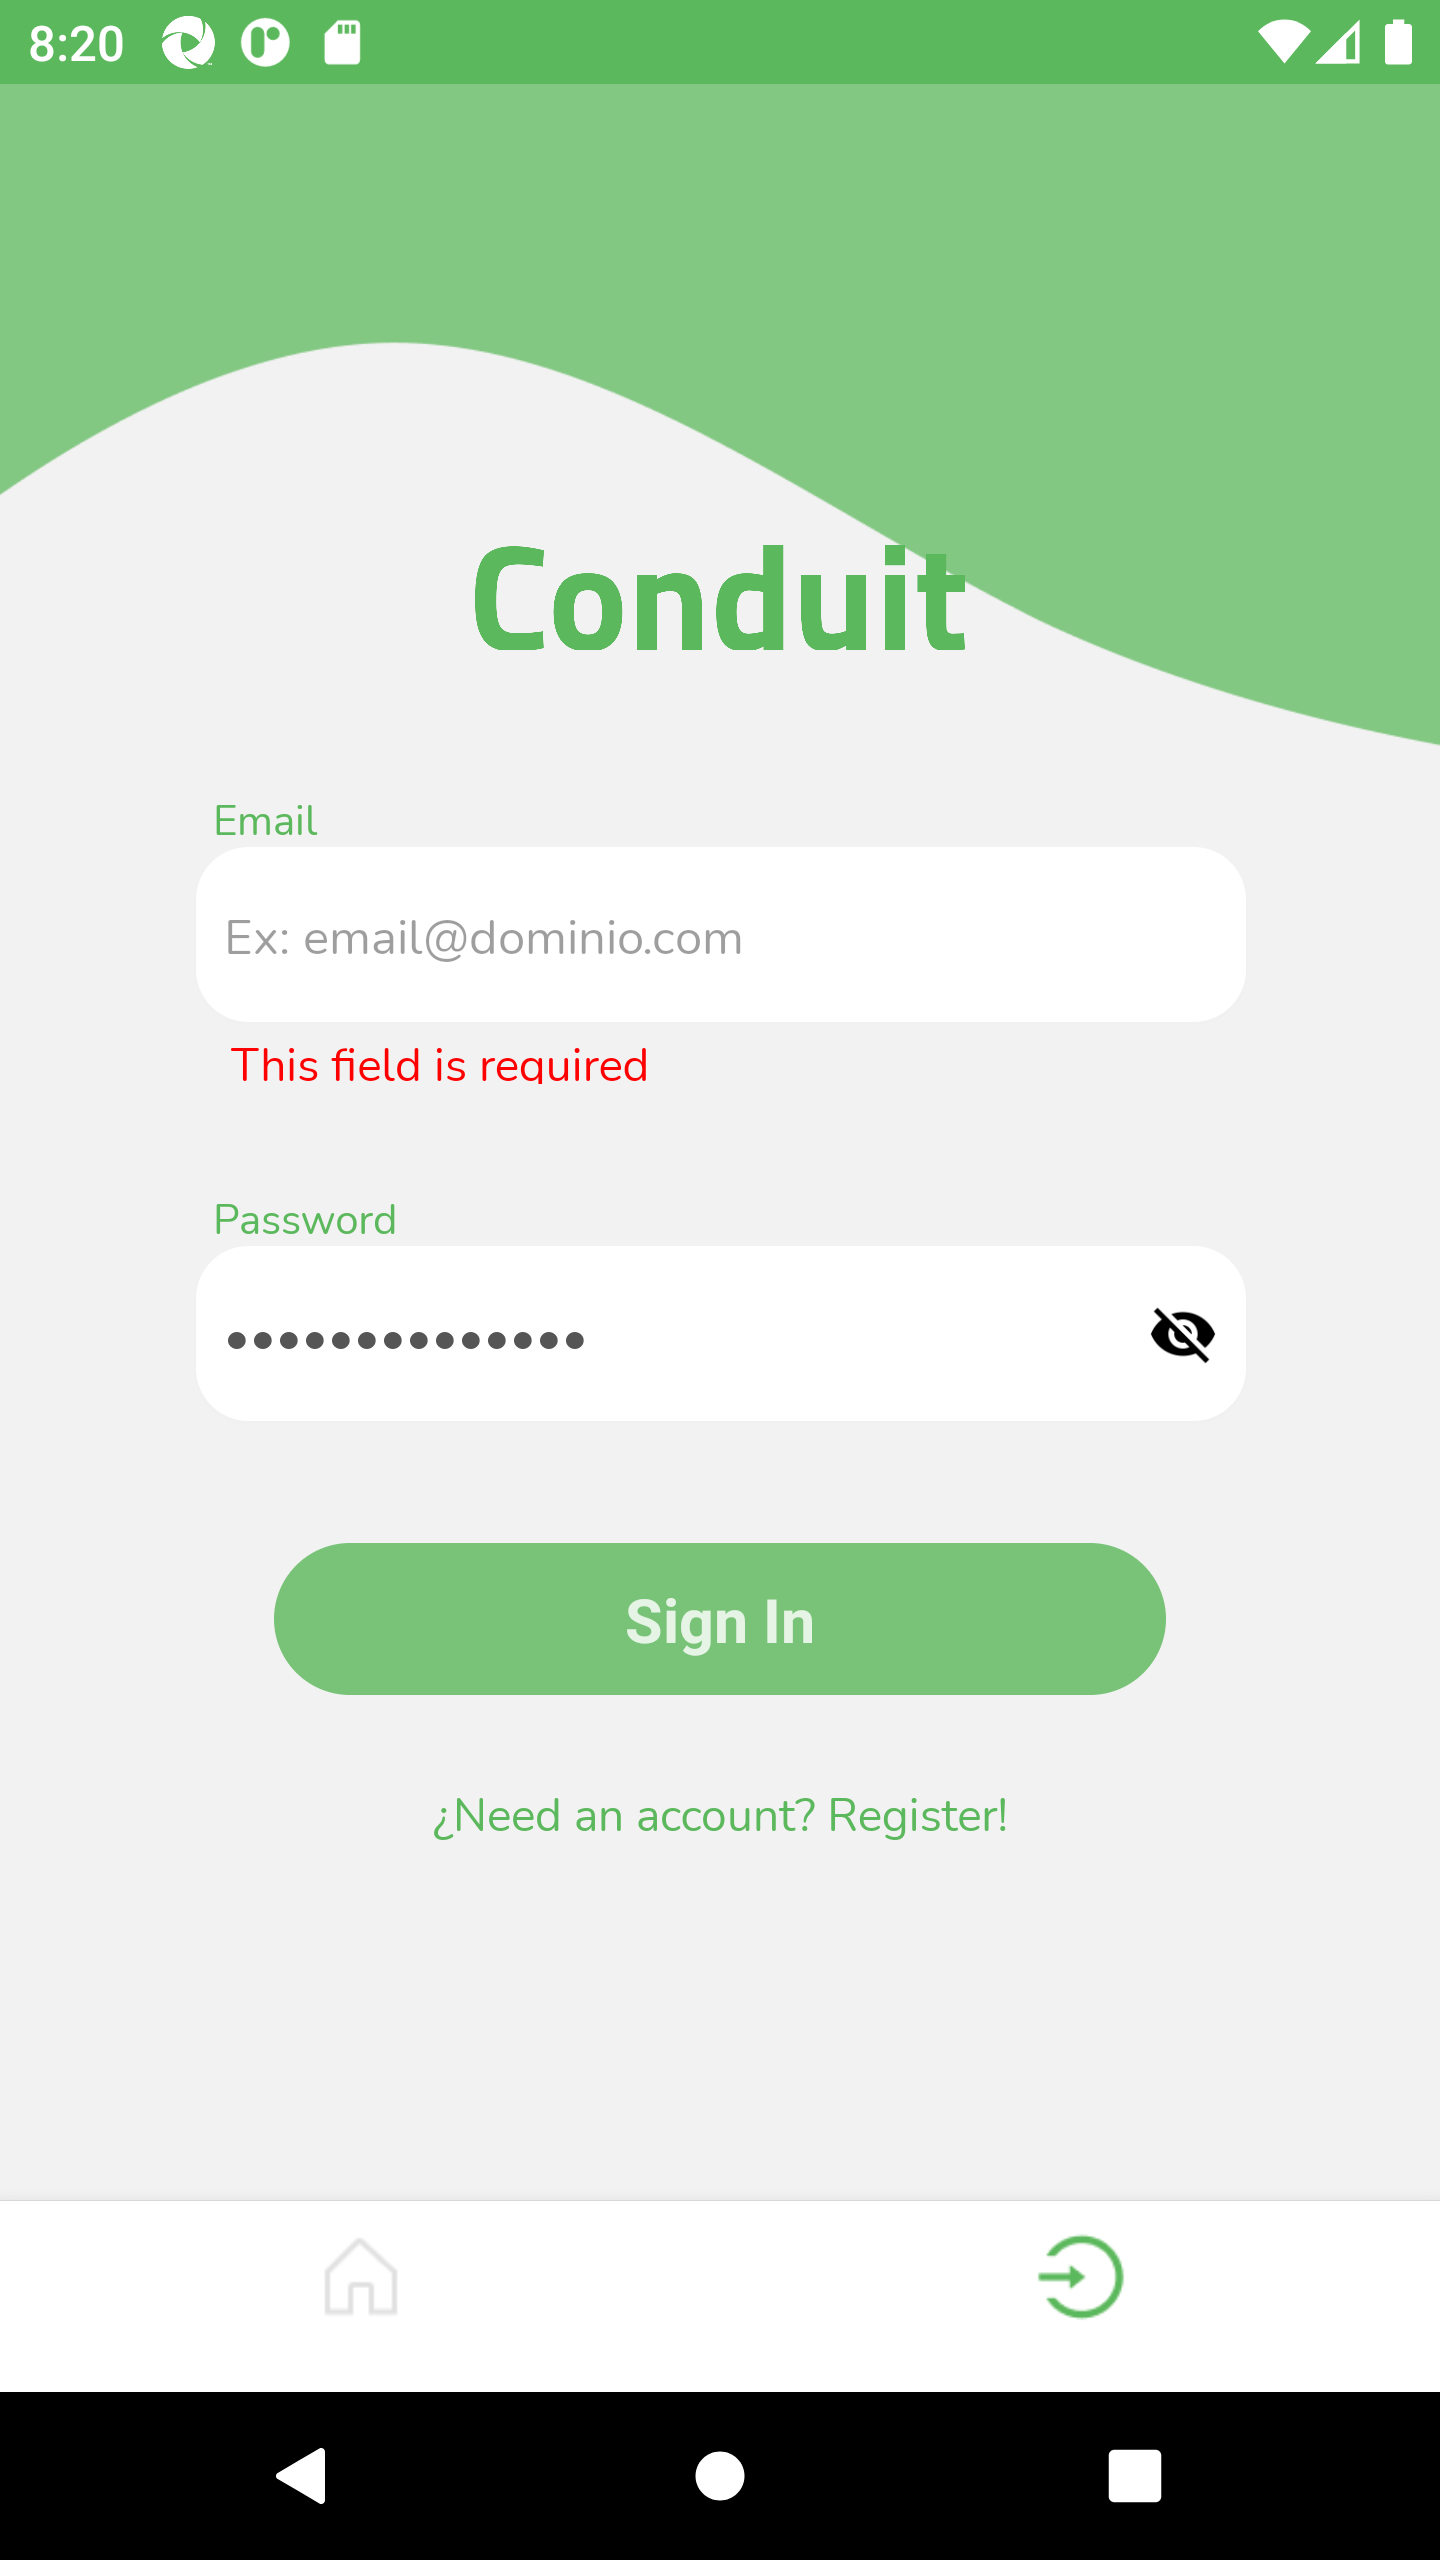 8:20
Conduit
Email
Ex: email@dominio.com
This field is required
Password
••••••••••••••
Sign In
¿Need an account? Register!